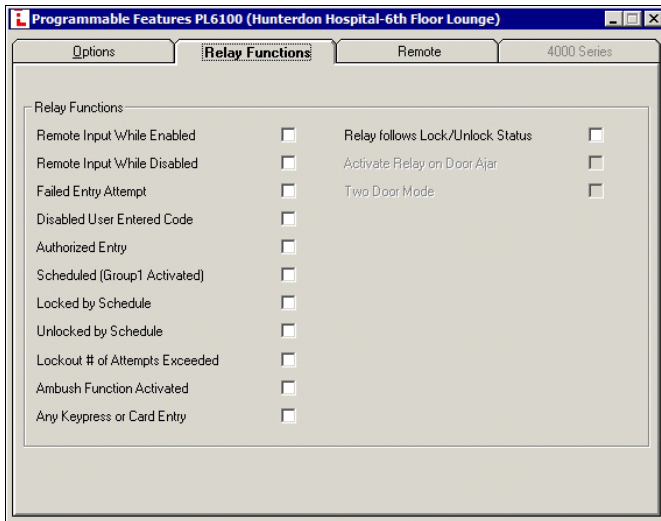 Programmable Features PL6100 (Hunterdon Hospital-6th Floor Lounge)
Options
Relay Functions
Remote
4000 Series
Relay Functions
Remote Input While Enabled
Remote Input While Disabled
Failed Entry Attempt
Disabled User Entered Code
Authorized Entry
Scheduled (Group1 Activated)
Locked by Schedule
Unlocked by Schedule
Lockout # of Attempts Exceeded
Ambush Function Activated
Any Keypress or Card Entry
Relay follows Lock/Unlock Status
Activate Relay on Door Ajar
Two Door Mode